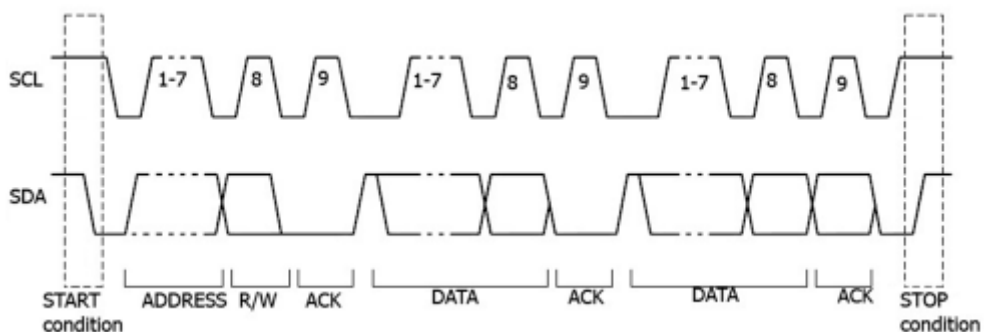 SCL
1-7
8
9
1-7
8
9
1-7
8
9
SDA
START
condition
ADDRESS
R/W
ACK
DATA
ACK
DATA
ACK
STOP
condition